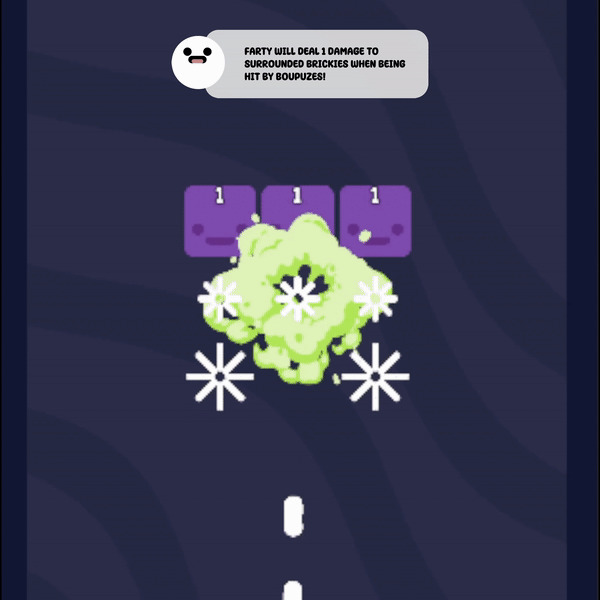 FARTY WILL DEAL 1 DAMAGE TO
SURROUNDED BRICKIES WHEN BEING
HIT BY BOUPUZES!
1 1 1